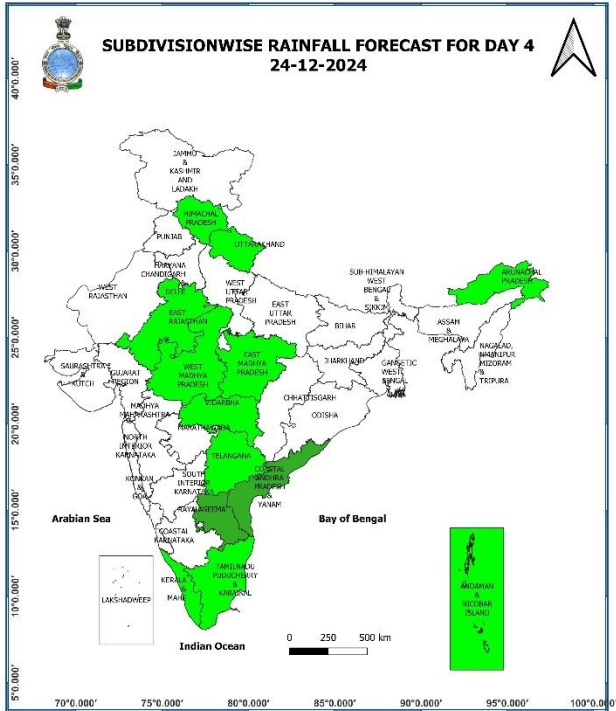 SUBDIVISIONWISE RAINFALL FORECAST FOR DAY 4
24-12-2024
40°0.000'
35°0.000'
30°0.000'
25°0.000'
20°0.000'
15°0.000'
10°0.000'
5°0.000'
JAMMU
&
KASHMIR
AND
LADAKH
HIMACHAL
PRADESH
PUNJAB
UTTARAKHAND
HARYANA
CHANDIGARH
&
DELHI
WEST
RAJASTHAN
WEST
UTTAR
PRADESH
EAST
RAJASTHAN
EAST
UTTAR
PRADESH
SUB-HIMALAYAN
WEST
BENGAL
&
SIKKIM
ARUNACHAL
PRADESH
BIHAR
ASSAM
&
MEGHALAYA
NAGALAD,
MANIPUR
MIZORAM
&
TRIPURA
SAURASHTRA
&
KUTCH
GUJARAT
REGION
WEST
MADHYA
PRADESH
EAST
MADHYA
PRADESH
JHARKHAND
GANGETIC
WEST
BENGAL
CHHATTISGARH
ODISHA
VIDARBHA
MADHYA
MAHARASHTRA
MARATHAWADA
NORTH
INTERIOR
KARNATAKA
TELANGANA
KONKAN
&
GOA
SOUTH
INTERIOR
KARNATAKA
COASTAL
ANDHRA
PRADESH
&
YANAM
RAYALASEEMA
COASTAL
KARNATAKA
Arabian Sea
Bay of Bengal
LAKSHADWEEP
KERALA
&
MAHE
TAMILNADU
PUDUCHERRY
&
KARAIKAL
ANDAMAN
&
NICOBAR
ISLAND
Indian Ocean
0 250 500 km
70°0.000' 75°0.000' 80°0.000' 85°0.000' 90°0.000' 95°0.000' 100°0.000'